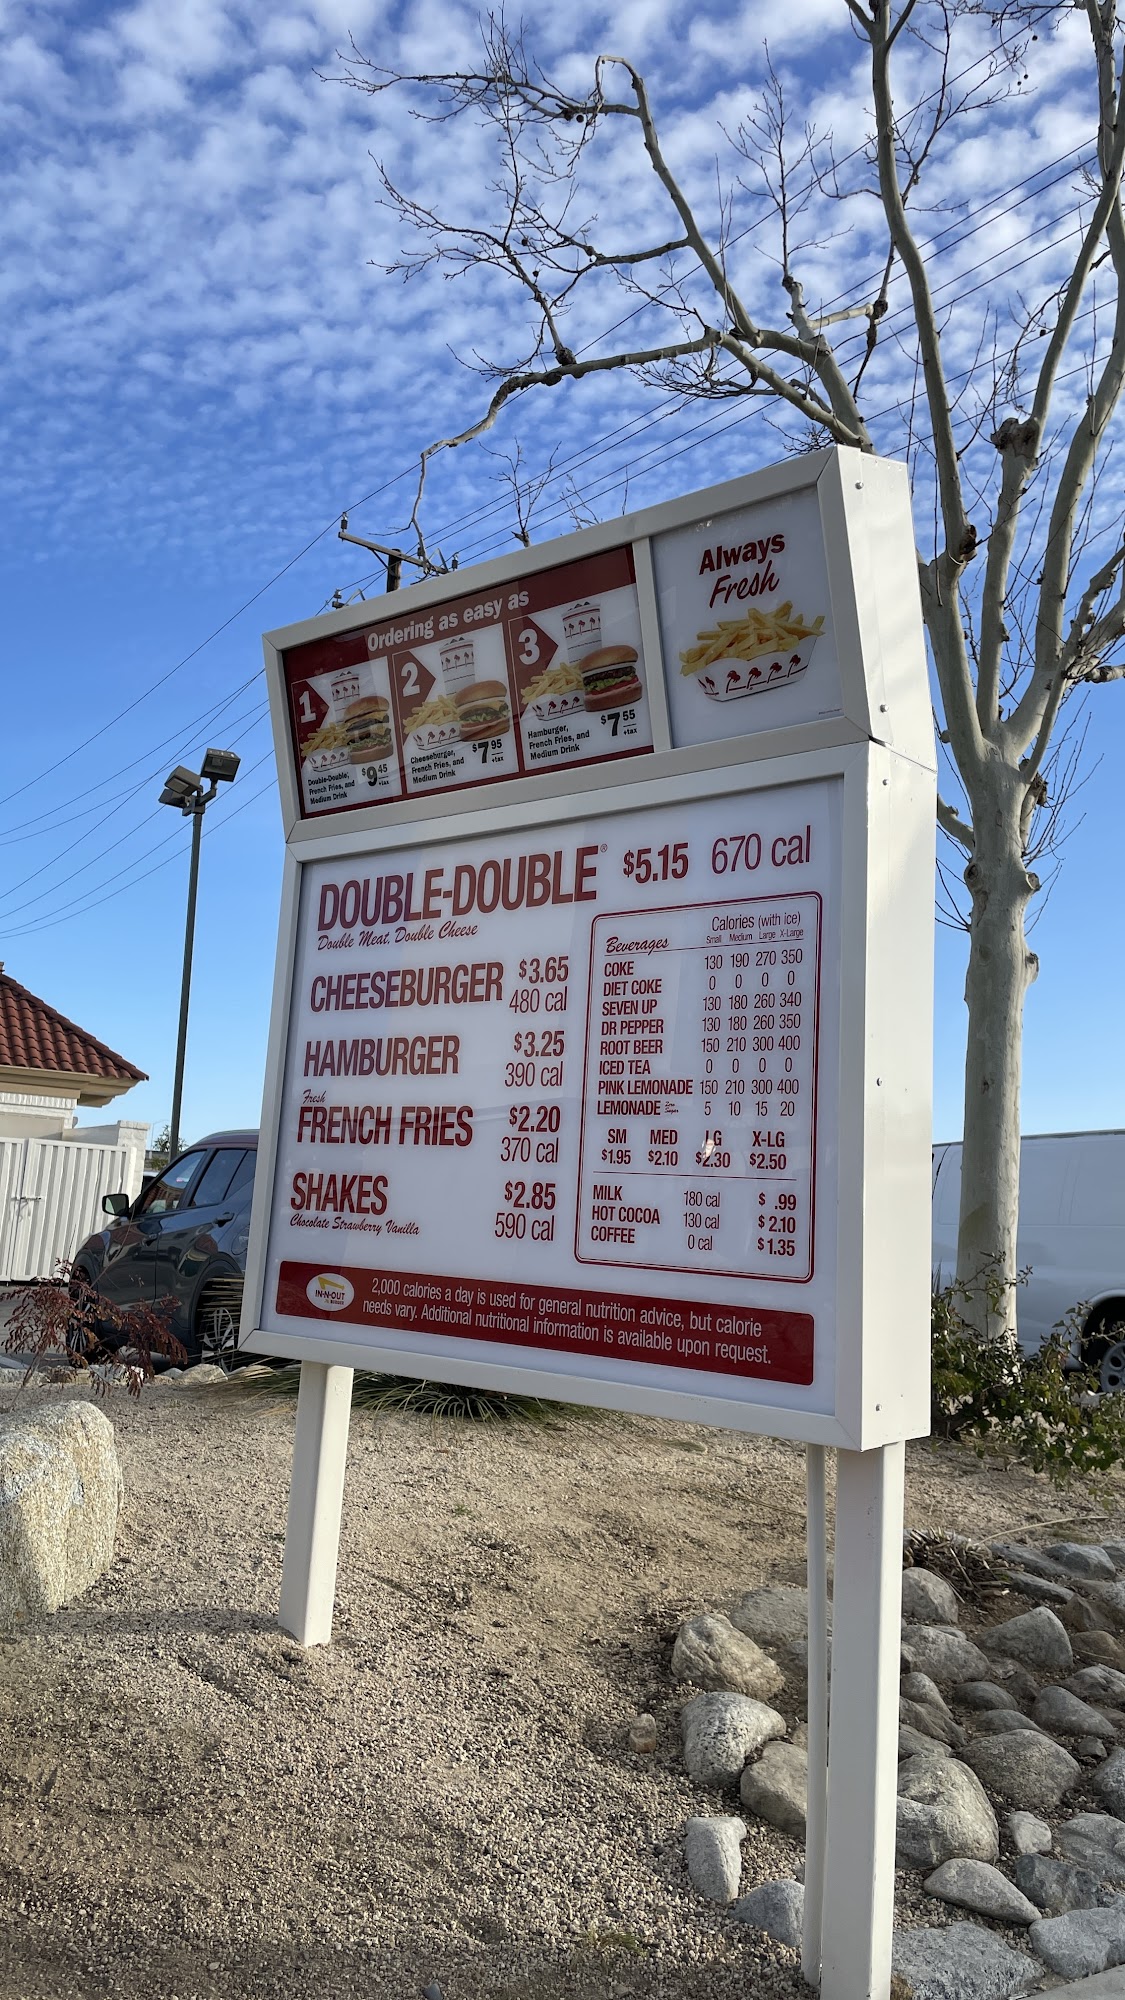 Ordering as easy as
1
Double-Double,
French Fries, and
Medium Drink
$9.45
+tax
2
Cheeseburger,
French Fries, and
Medium Drink
$7.95
+tax
3
Hamburger,
French Fries, and
Medium Drink
$7.55
+tax
Always
Fresh
DOUBLE-DOUBLE® $5.15 670 cal
Double Meat, Double Cheese
CHEESEBURGER $3.65
480 cal
HAMBURGER $3.25
390 cal
Fresh
FRENCH FRIES $2.20
370 cal
SHAKES $2.85
Chocolate Strawberry Vanilla 590 cal
Calories (with ice)
Beverages Small Medium Large X-Large
COKE 130 190 270 350
DIET COKE 0 0 0 0
SEVEN UP 130 180 260 340
DR PEPPER 130 180 260 350
ROOT BEER 150 210 300 400
ICED TEA 0 0 0 0
PINK LEMONADE 150 210 300 400
LEMONADE 5 10 15 20
SM MED LG X-LG
$1.95 $2.10 $2.30 $2.50
MILK 180 cal $ .99
HOT COCOA 130 cal $ 2.10
COFFEE 0 cal $ 1.35
IN-N-OUT
BURGER
2,000 calories a day is used for general nutrition advice, but calorie
needs vary. Additional nutritional information is available upon request.